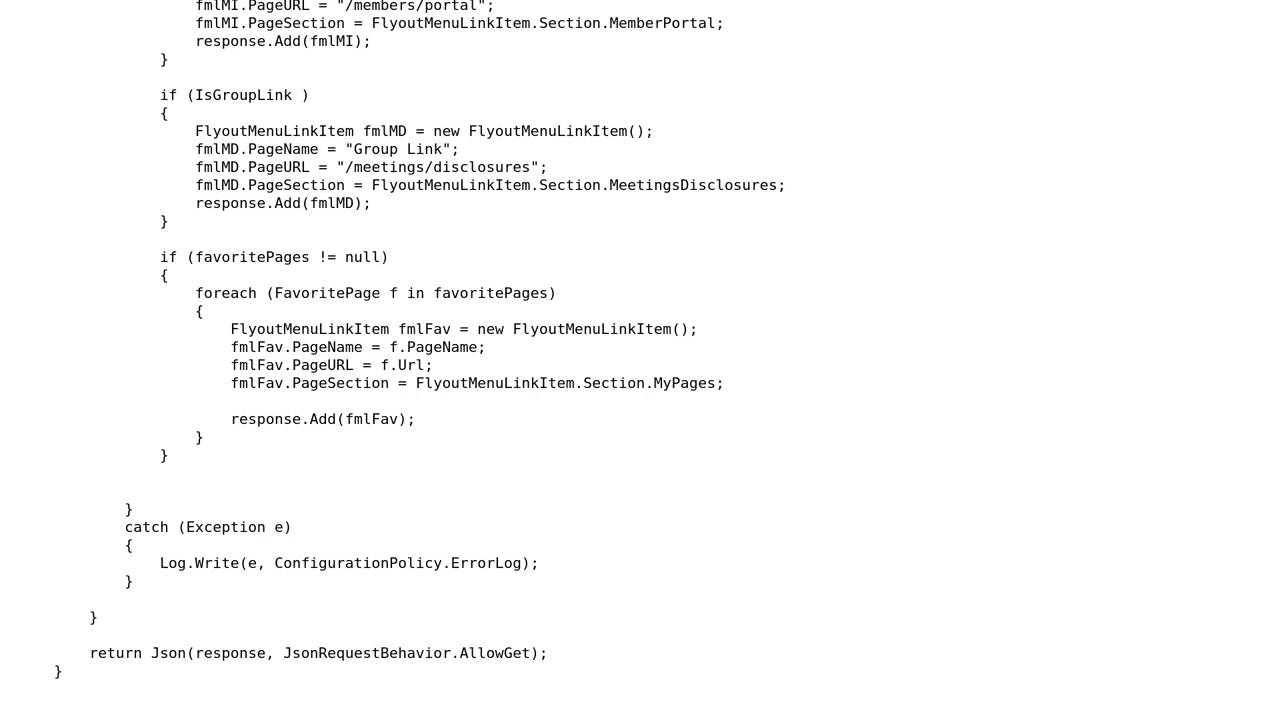 fmlMI.PageURL = "/members/portal";
fmlMI.PageSection = FlyoutMenuLinkItem.Section.MemberPortal;
response.Add(fmlMI);
}
if (IsGroupLink )
{
FlyoutMenuLinkItem fmlMD = new FlyoutMenuLinkItem();
fmlMD.PageName = "Group Link";
fmlMD.PageURL = "/meetings/disclosures";
fmlMD.PageSection = FlyoutMenuLinkItem.Section.MeetingsDisclosures;
response.Add(fmlMD);
}
if (favoritePages != null)
{
foreach (FavoritePage f in favoritePages)
{
FlyoutMenuLinkItem fmlFav = new FlyoutMenuLinkItem();
fmlFav.PageName = f.PageName;
fmlFav.PageURL = f.Url;
fmlFav.PageSection = FlyoutMenuLinkItem.Section.MyPages;
response.Add(fmlFav);
}
}
}
catch (Exception e)
{
Log.Write(e, ConfigurationPolicy.ErrorLog);
}
}
return Json(response, JsonRequestBehavior.AllowGet);
}